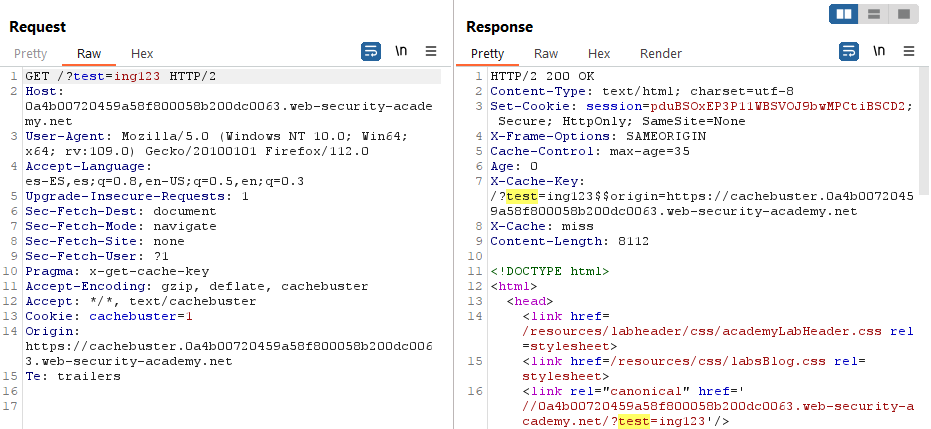 Request
Pretty Raw Hex \n
1 GET /?test=ing123 HTTP/2
2 Host:
0a4b00720459a58f800058b200dc0063.web-security-acade
my.net
3 User-Agent: Mozilla/5.0 (Windows NT 10.0; Win64;
x64; rv:109.0) Gecko/20100101 Firefox/112.0
4 Accept-Language:
es-ES,es;q=0.8,en-US;q=0.5,en;q=0.3
5 Upgrade-Insecure-Requests: 1
6 Sec-Fetch-Dest: document
7 Sec-Fetch-Mode: navigate
8 Sec-Fetch-Site: none
9 Sec-Fetch-User: ?1
10 Pragma: x-get-cache-key
11 Accept-Encoding: gzip, deflate, cachebuster
12 Accept: */*, text/cachebuster
13 Cookie: cachebuster=1
14 Origin:
https://cachebuster.0a4b00720459a58f800058b200dc006
3.web-security-academy.net
15 Te: trailers
16
17
Response
Pretty Raw Hex Render \n
1 HTTP/2 200 OK
2 Content-Type: text/html; charset=utf-8
3 Set-Cookie: session=pduBSOxEP3P11WBSVOJ9bwMPCtiBSCD2;
Secure; HttpOnly; SameSite=None
4 X-Frame-Options: SAMEORIGIN
5 Cache-Control: max-age=35
6 Age: 0
7 X-Cache-Key:
/?test=ing123$$origin=https://cachebuster.0a4b0072045
9a58f800058b200dc0063.web-security-academy.net
8 X-Cache: miss
9 Content-Length: 8112
10
11 <!DOCTYPE html>
12 <html>
13 <head>
14 <link href=
/resources/labheader/css/academyLabHeader.css rel
=stylesheet>
15 <link href=/resources/css/labsBlog.css rel=
stylesheet>
16 <link rel="canonical" href='
//0a4b00720459a58f800058b200dc0063.web-security-a
cademy.net/?test=ing123'/>